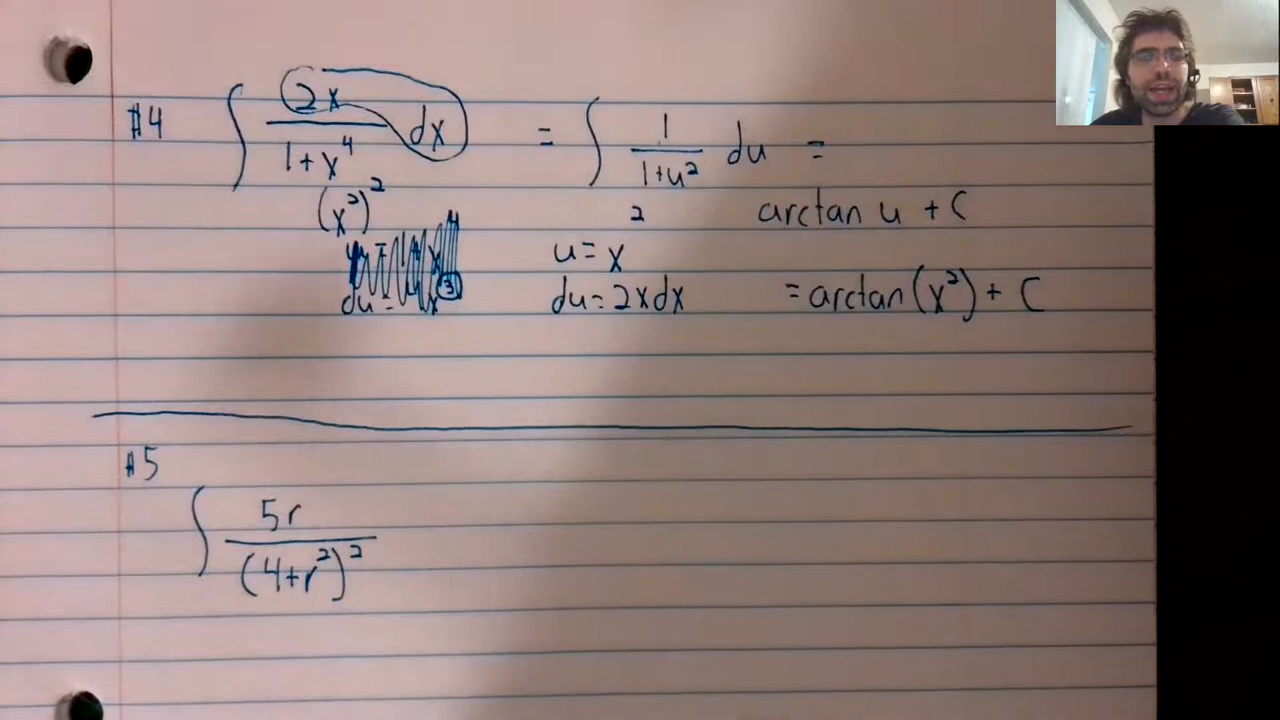 #4 ∫ 2x / (1+x^4) dx = ∫ 1 / (1+u^2) du =
(x^2)^2
arctan u + C
u = x^2
du = 2x dx
= arctan(x^2) + C
#5
∫ 5r / (4+r^2)^2